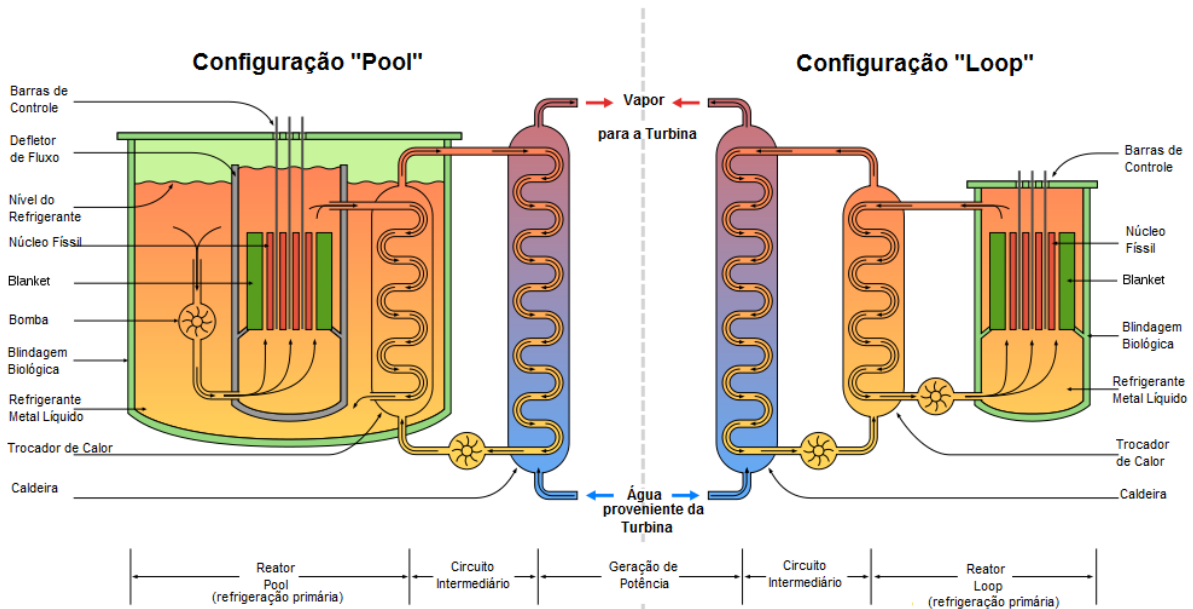 Configuração "Pool"
Configuração "Loop"
Barras de
Controle
Defletor
de Fluxo
Nível do
Refrigerante
Núcleo Físsil
Blanket
Bomba
Blindagem
Biológica
Refrigerante
Metal Líquido
Trocador de Calor
Caldeira
Vapor
para a Turbina
Água
proveniente da
Turbina
Barras de
Controle
Núcleo
Físsil
Blanket
Blindagem
Biológica
Refrigerante
Metal Líquido
Trocador
de Calor
Caldeira
Reator
Pool
(refrigeração primária)
Circuito
Intermediário
Geração de
Potência
Circuito
Intermediário
Reator
Loop
(refrigeração primária)